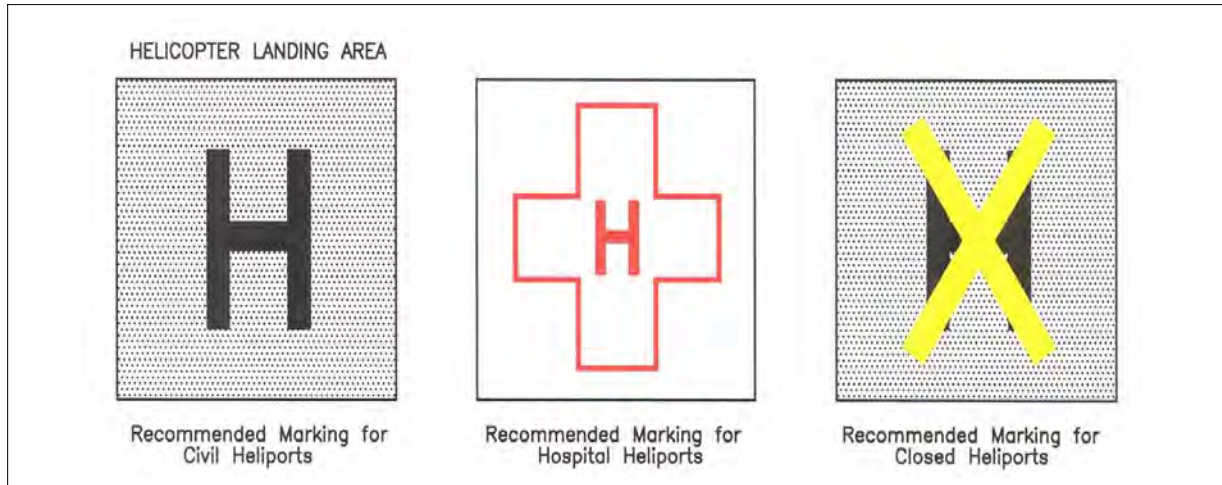 HELICOPTER LANDING AREA
H
H
H
X
Recommended Marking for
Civil Heliports
Recommended Marking for
Hospital Heliports
Recommended Marking for
Closed Heliports